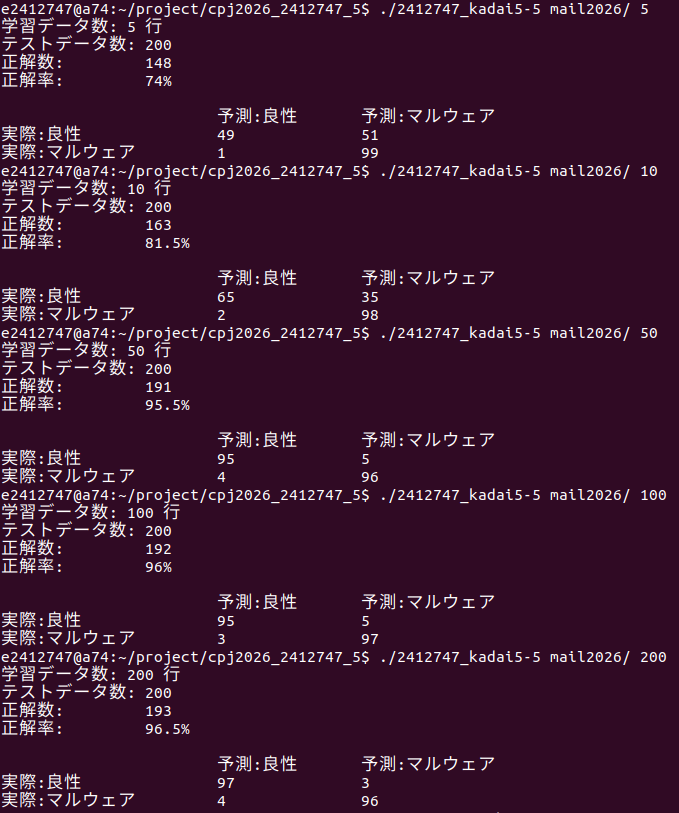 e2412747@a74:~/project/cpj2026_2412747_5$ ./2412747_kadai5-5 mail2026/ 5
学習データ数: 5 行
テストデータ数: 200
正解数: 148
正解率: 74%
予測:良性 予測:マルウェア
実際:良性 49 51
実際:マルウェア 1 99
e2412747@a74:~/project/cpj2026_2412747_5$ ./2412747_kadai5-5 mail2026/ 10
学習データ数: 10 行
テストデータ数: 200
正解数: 163
正解率: 81.5%
予測:良性 予測:マルウェア
実際:良性 65 35
実際:マルウェア 2 98
e2412747@a74:~/project/cpj2026_2412747_5$ ./2412747_kadai5-5 mail2026/ 50
学習データ数: 50 行
テストデータ数: 200
正解数: 191
正解率: 95.5%
予測:良性 予測:マルウェア
実際:良性 95 5
実際:マルウェア 4 96
e2412747@a74:~/project/cpj2026_2412747_5$ ./2412747_kadai5-5 mail2026/ 100
学習データ数: 100 行
テストデータ数: 200
正解数: 192
正解率: 96%
予測:良性 予測:マルウェア
実際:良性 95 5
実際:マルウェア 3 97
e2412747@a74:~/project/cpj2026_2412747_5$ ./2412747_kadai5-5 mail2026/ 200
学習データ数: 200 行
テストデータ数: 200
正解数: 193
正解率: 96.5%
予測:良性 予測:マルウェア
実際:良性 97 3
実際:マルウェア 4 96